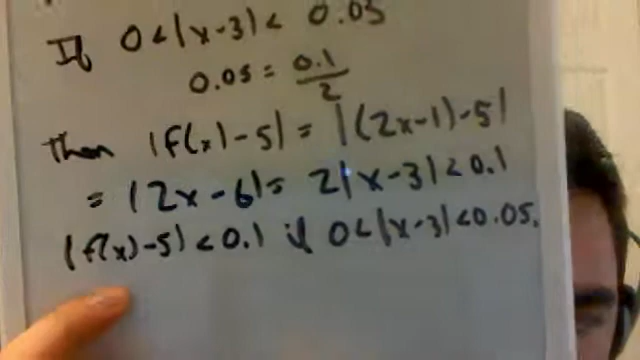 If 0 < |x-3| < 0.05
0.05 = 0.1/2
Then |f(x)-5| = |(2x-1)-5|
= |2x-6| = 2|x-3| < 0.1
|f(x)-5| < 0.1 if 0 < |x-3| < 0.05.